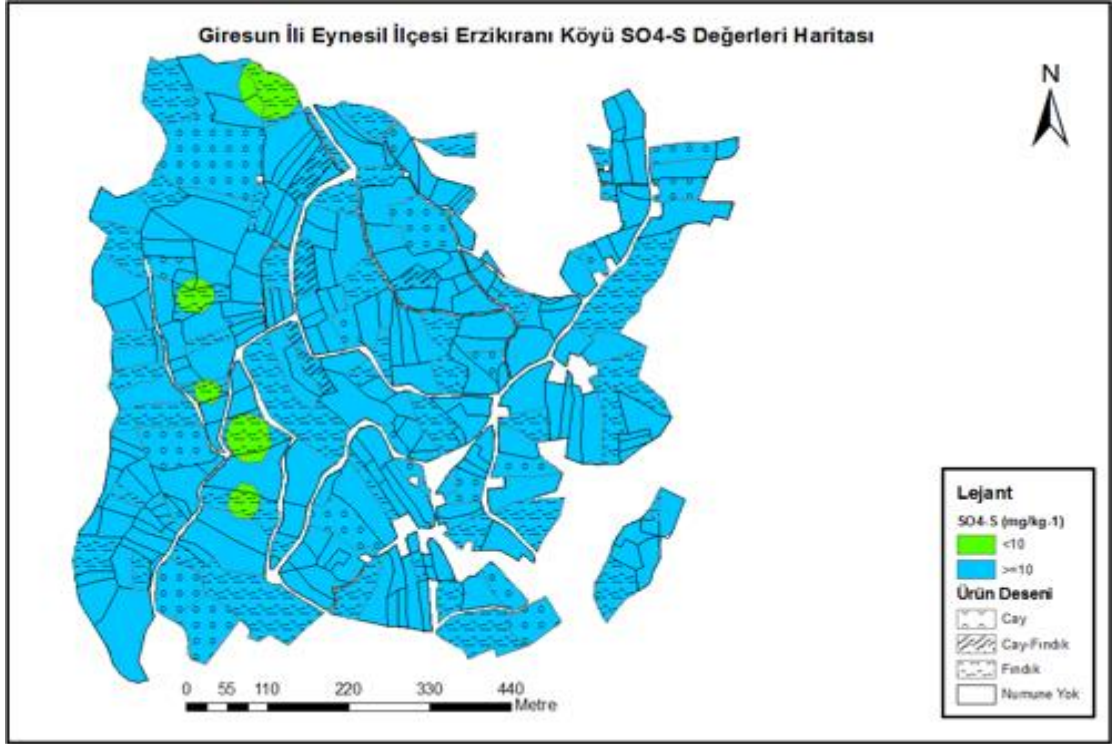 Giresun İli Eynesil İlçesi Erzikıranı Köyü SO4-S Değerleri Haritası
N
Lejant
SO4-S (mg/kg-1)
<10
>=10
Ürün Deseni
Cay
Cay-Fındık
Fındık
Numune Yok
0 55 110 220 330 440
Metre